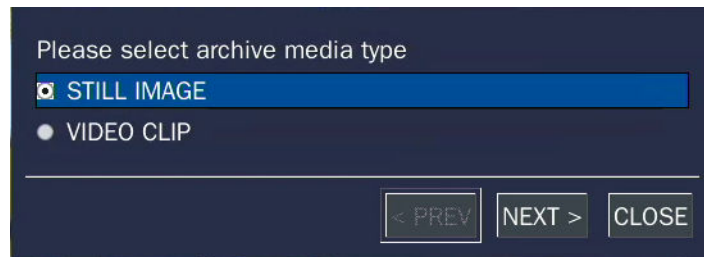 Please select archive media type
STILL IMAGE
VIDEO CLIP
< PREV NEXT > CLOSE